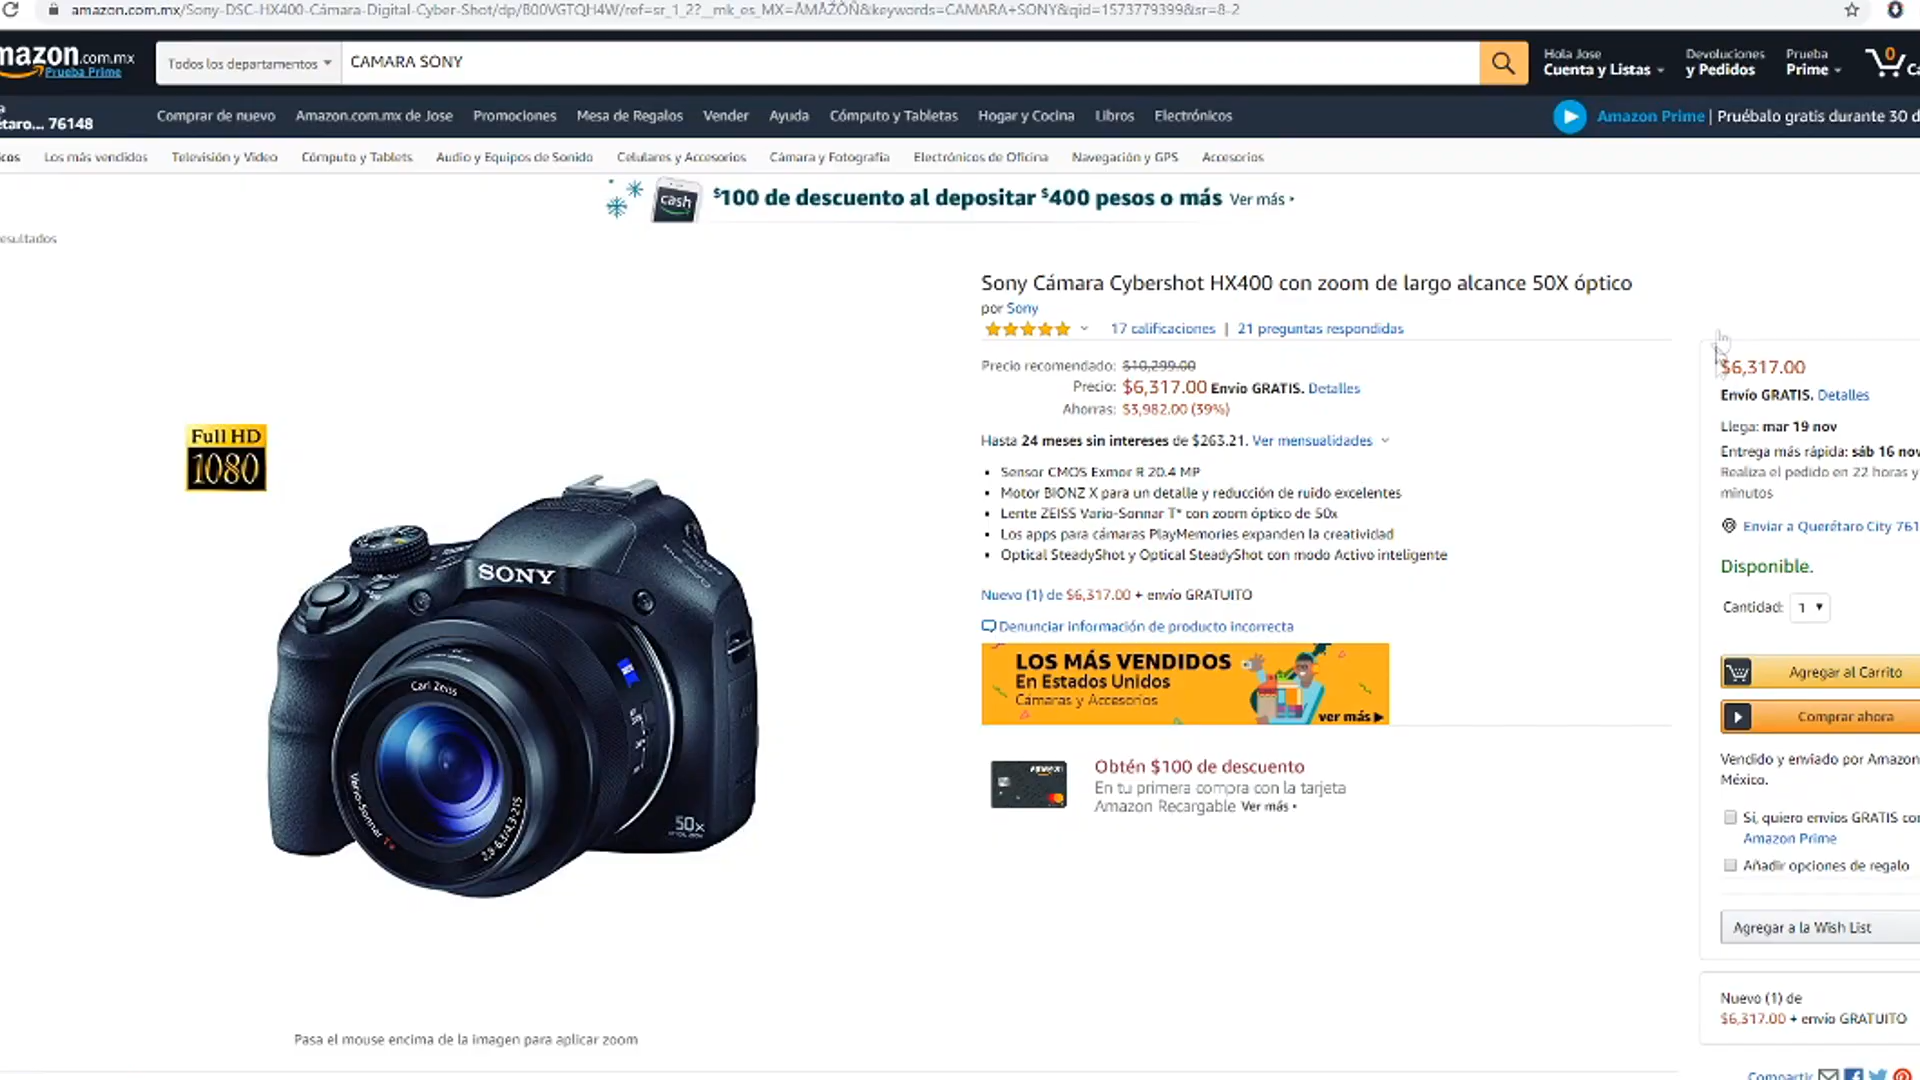 amazon.com.mx/Sony-DSC-HX400-Cámara-Digital-Cyber-Shot/dp/B00VGTQH4W/ref=sr_1_2?__mk_es_MX=ÅMÅŽÕÑ&keywords=CAMARA+SONY&qid=1573779399&sr=8-2
mazon.com.mx
Prueba Prime
Todos los departamentos
CAMARA SONY
Hola Jose
Cuenta y Listas
Devoluciones
y Pedidos
Prueba
Prime
0
Ca
a
étaro... 76148
Comprar de nuevo
Amazon.com.mx de Jose
Promociones
Mesa de Regalos
Vender
Ayuda
Cómputo y Tabletas
Hogar y Cocina
Libros
Electrónicos
Amazon Prime | Pruébalo gratis durante 30 d
cos
Los más vendidos
Televisión y Video
Cómputo y Tablets
Audio y Equipos de Sonido
Celulares y Accesorios
Cámara y Fotografía
Electrónicos de Oficina
Navegación y GPS
Accesorios
cash
$100 de descuento al depositar $400 pesos o más Ver más
esultados
Sony Cámara Cybershot HX400 con zoom de largo alcance 50X óptico
por Sony
17 calificaciones | 21 preguntas respondidas
Precio recomendado: $10,299.00
Precio: $6,317.00 Envío GRATIS. Detalles
Ahorras: $3,982.00 (39%)
Hasta 24 meses sin intereses de $263.21. Ver mensualidades
• Sensor CMOS Exmor R 20.4 MP
• Motor BIONZ X para un detalle y reducción de ruido excelentes
• Lente ZEISS Vario-Sonnar T* con zoom óptico de 50x
• Los apps para cámaras PlayMemories expanden la creatividad
• Optical SteadyShot y Optical SteadyShot con modo Activo inteligente
Nuevo (1) de $6,317.00 + envío GRATUITO
Denunciar información de producto incorrecta
LOS MÁS VENDIDOS
En Estados Unidos
Cámaras y Accesorios
ver más
Obtén $100 de descuento
En tu primera compra con la tarjeta
Amazon Recargable Ver más
Full HD
1080
SONY
Carl Zeiss
Vario-Sonnar T*
2,8-6,3/4,3-215
50x
$6,317.00
Envío GRATIS. Detalles
Llega: mar 19 nov
Entrega más rápida: sáb 16 nov
Realiza el pedido en 22 horas y
minutos
Enviar a Querétaro City 761
Disponible.
Cantidad: 1
Agregar al Carrito
Comprar ahora
Vendido y enviado por Amazon
México.
Sí, quiero envíos GRATIS co
Amazon Prime
Añadir opciones de regalo
Agregar a la Wish List
Nuevo (1) de
$6,317.00 + envío GRATUITO
Compartir
Pasa el mouse encima de la imagen para aplicar zoom